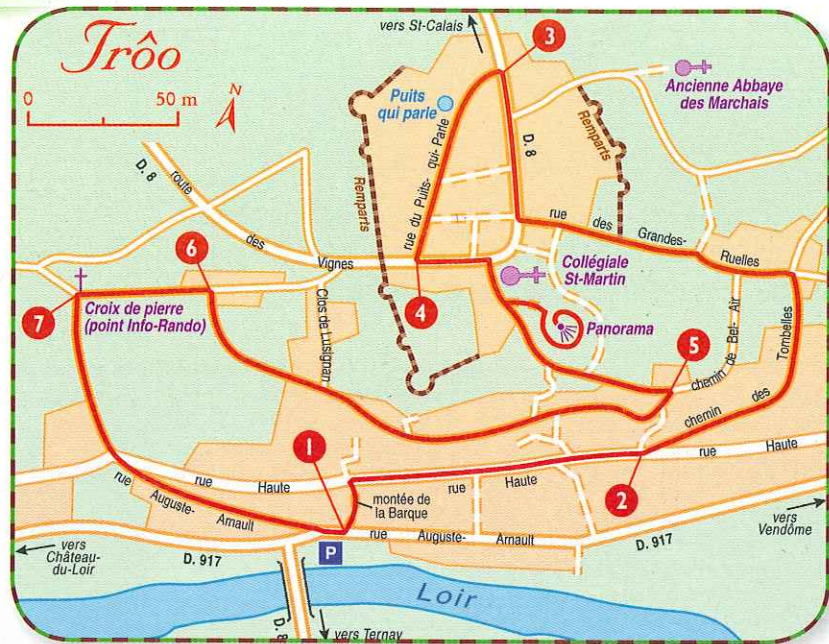 Trôo
0 50 m
N
vers St-Calais
3
Puits
qui parle
Ancienne Abbaye
des Marchais
D. 8
route
des
Vignes
Remparts
rue du Puits-
qui-Parle
D. 8
Remparts
rue
des
Grandes-
Ruelles
6
7
Croix de pierre
(point Info-Rando)
4
Collégiale
St-Martin
Panorama
5
Clos de Lusignan
chemin de Bel-
Air
chemin
des
Tombelles
1
2
rue
Haute
rue
Haute
rue
Haute
montée de
la Barque
rue
Auguste-
Arnault
P
rue
Auguste-
Arnault
D. 917
vers
Vendôme
vers
Château-
du-Loir
D. 917
D. 8
Loir
vers Ternay